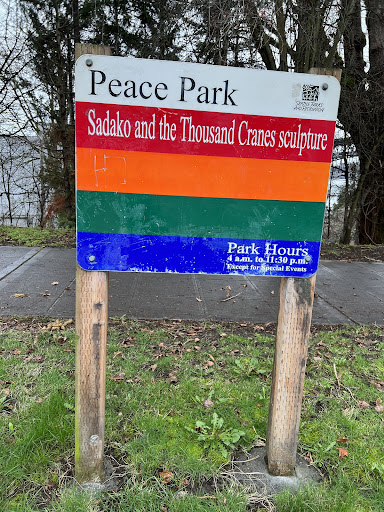 Peace Park
Sadako and the Thousand Cranes sculpture
Park Hours
4 a.m. to 11:30 p.m.
Except for Special Events